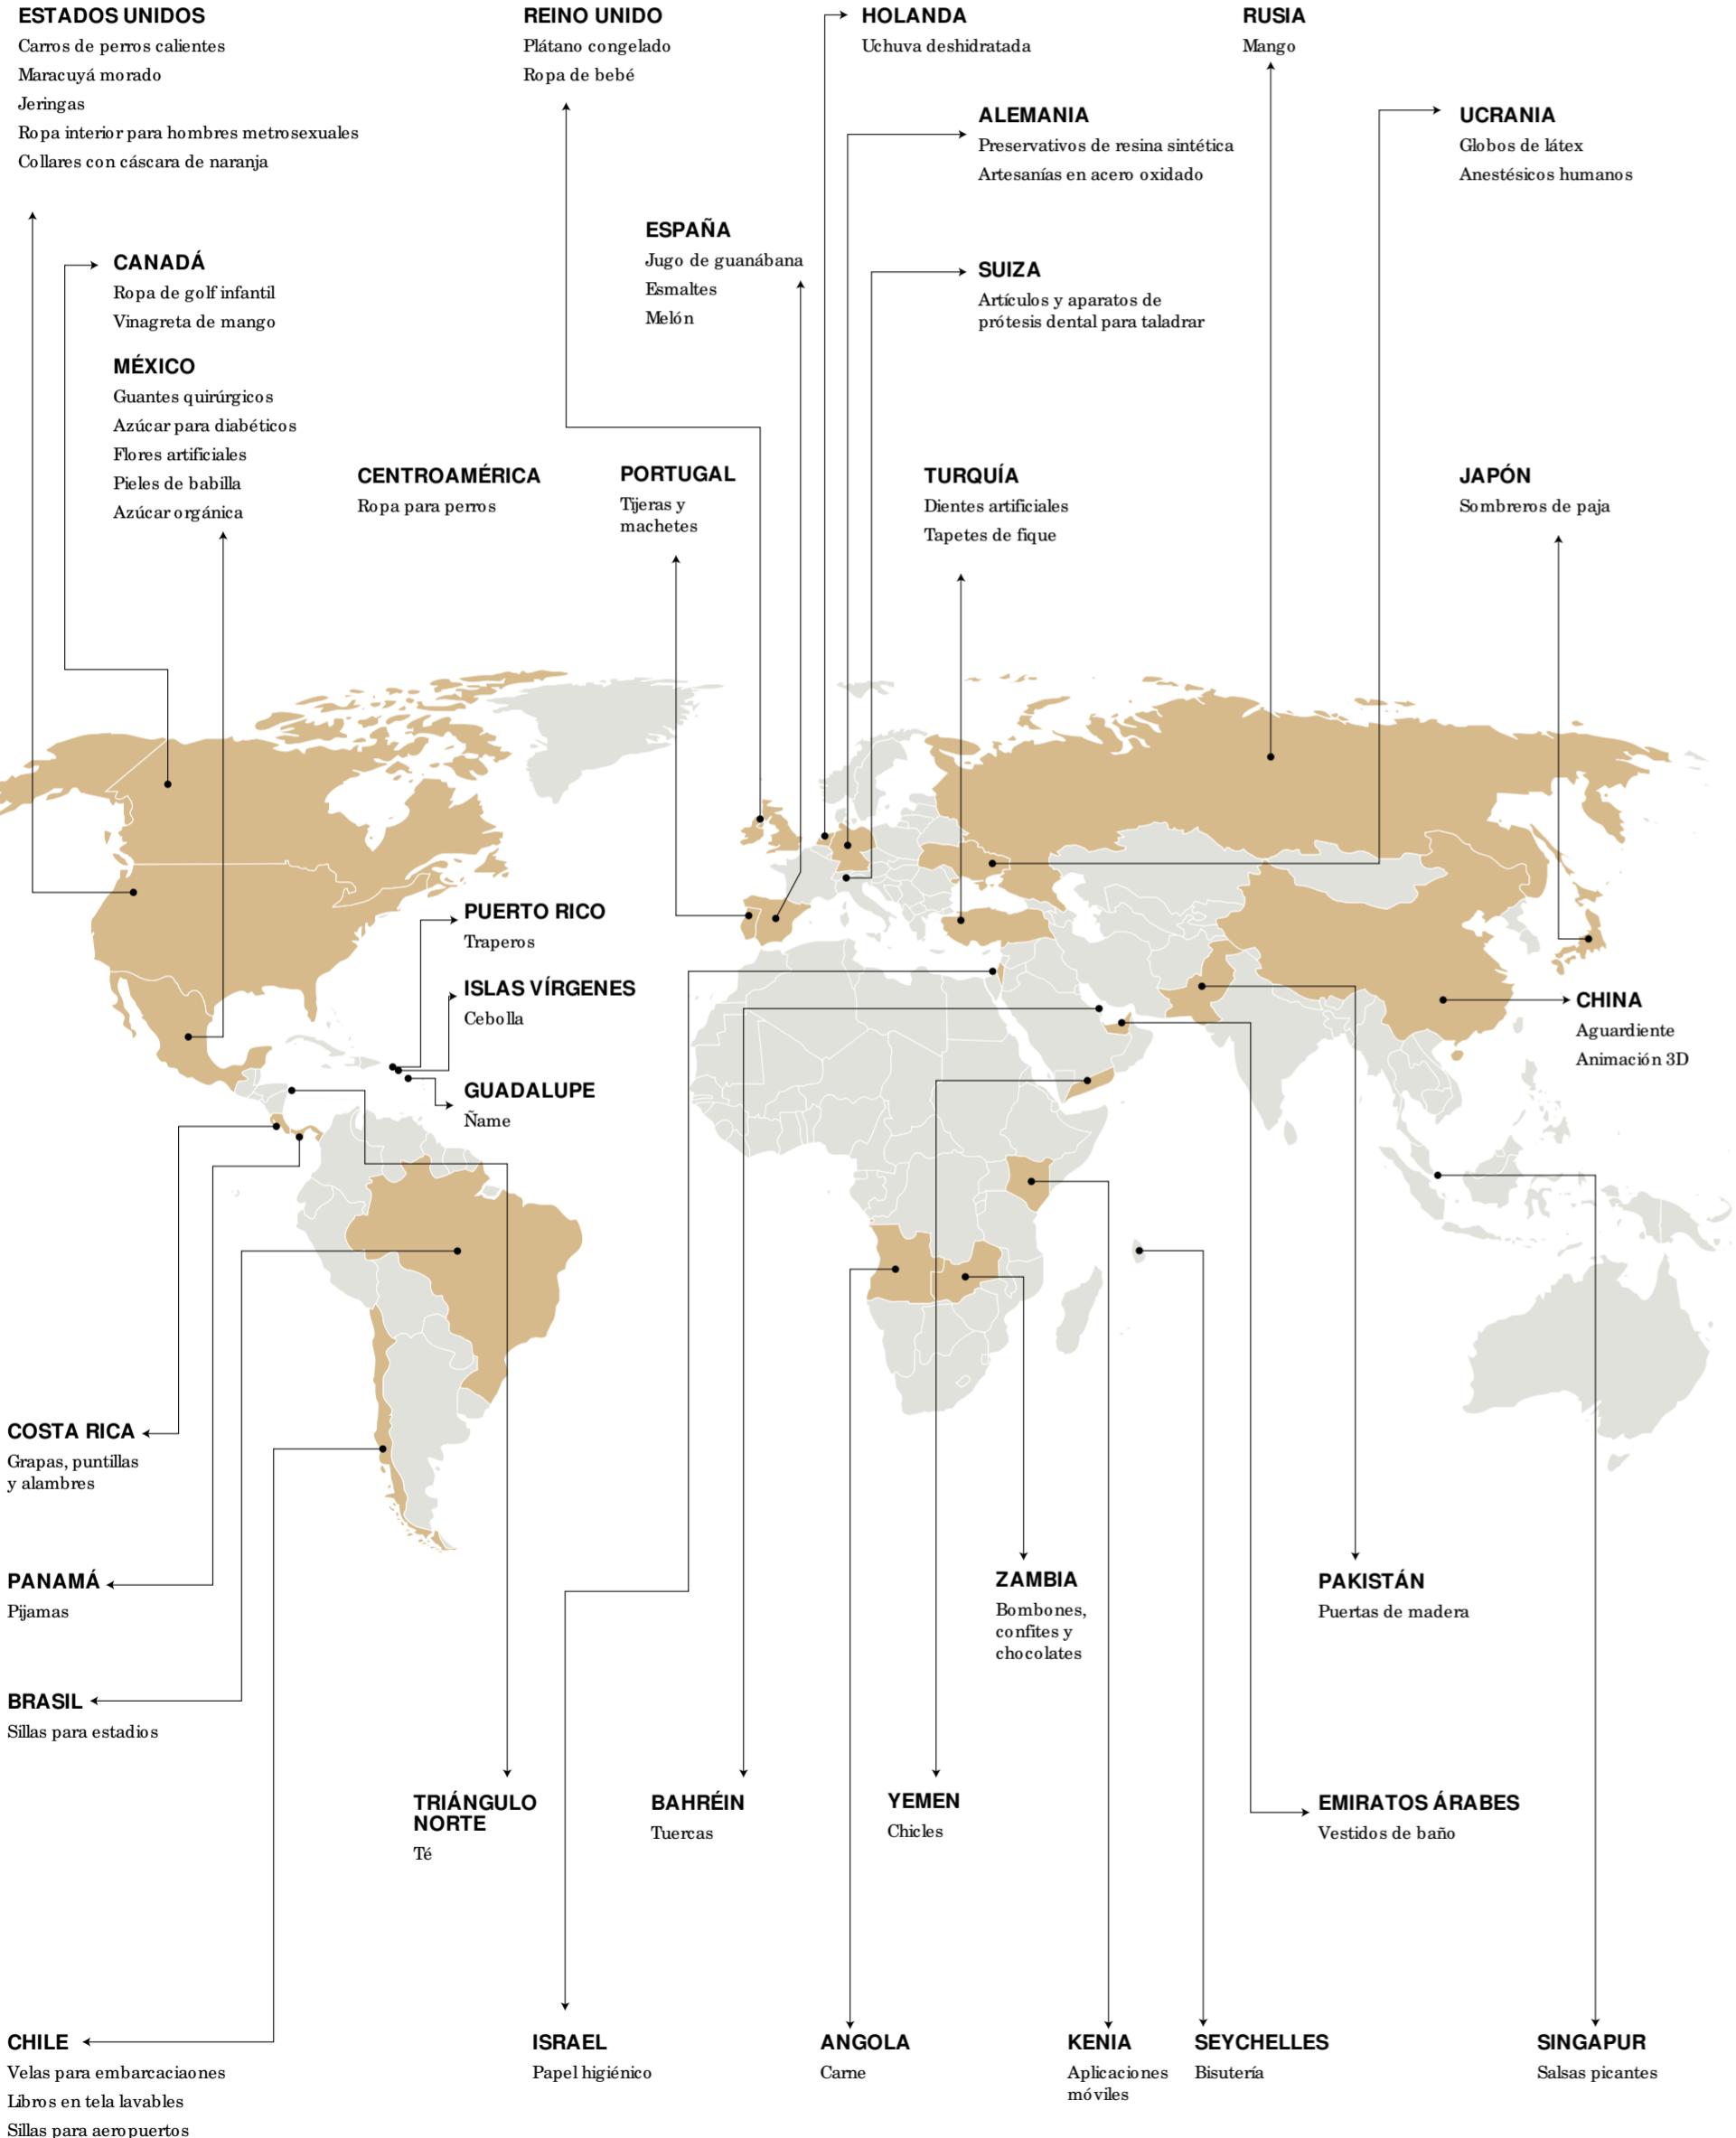 ESTADOS UNIDOS
Carros de perros calientes
Maracuyá morado
Jeringas
Ropa interior para hombres metrosexuales
Collares con cáscara de naranja
REINO UNIDO
Plátano congelado
Ropa de bebé
HOLANDA
Uchuva deshidratada
RUSIA
Mango
ALEMANIA
Preservativos de resina sintética
Artesanías en acero oxidado
UCRANIA
Globos de látex
Anestésicos humanos
ESPAÑA
Jugo de guanábana
Esmaltes
Melón
CANADÁ
Ropa de golf infantil
Vinagreta de mango
SUIZA
Artículos y aparatos de
prótesis dental para taladrar
MÉXICO
Guantes quirúrgicos
Azúcar para diabéticos
Flores artificiales
Pieles de babilla
Azúcar orgánica
CENTROAMÉRICA
Ropa para perros
PORTUGAL
Tijeras y
machetes
TURQUÍA
Dientes artificiales
Tapetes de fique
JAPÓN
Sombreros de paja
PUERTO RICO
Traperos
ISLAS VÍRGENES
Cebolla
GUADALUPE
Ñame
CHINA
Aguardiente
Animación 3D
COSTA RICA
Grapas, puntillas
y alambres
PANAMÁ
Pijamas
ZAMBIA
Bombones,
confites y
chocolates
PAKISTÁN
Puertas de madera
BRASIL
Sillas para estadios
TRIÁNGULO
NORTE
Té
BAHRÉIN
Tuercas
YEMEN
Chicles
EMIRATOS ÁRABES
Vestidos de baño
CHILE
Velas para embarcaciaones
Libros en tela lavables
Sillas para aeropuertos
ISRAEL
Papel higiénico
ANGOLA
Carne
KENIA
Aplicaciones
móviles
SEYCHELLES
Bisutería
SINGAPUR
Salsas picantes